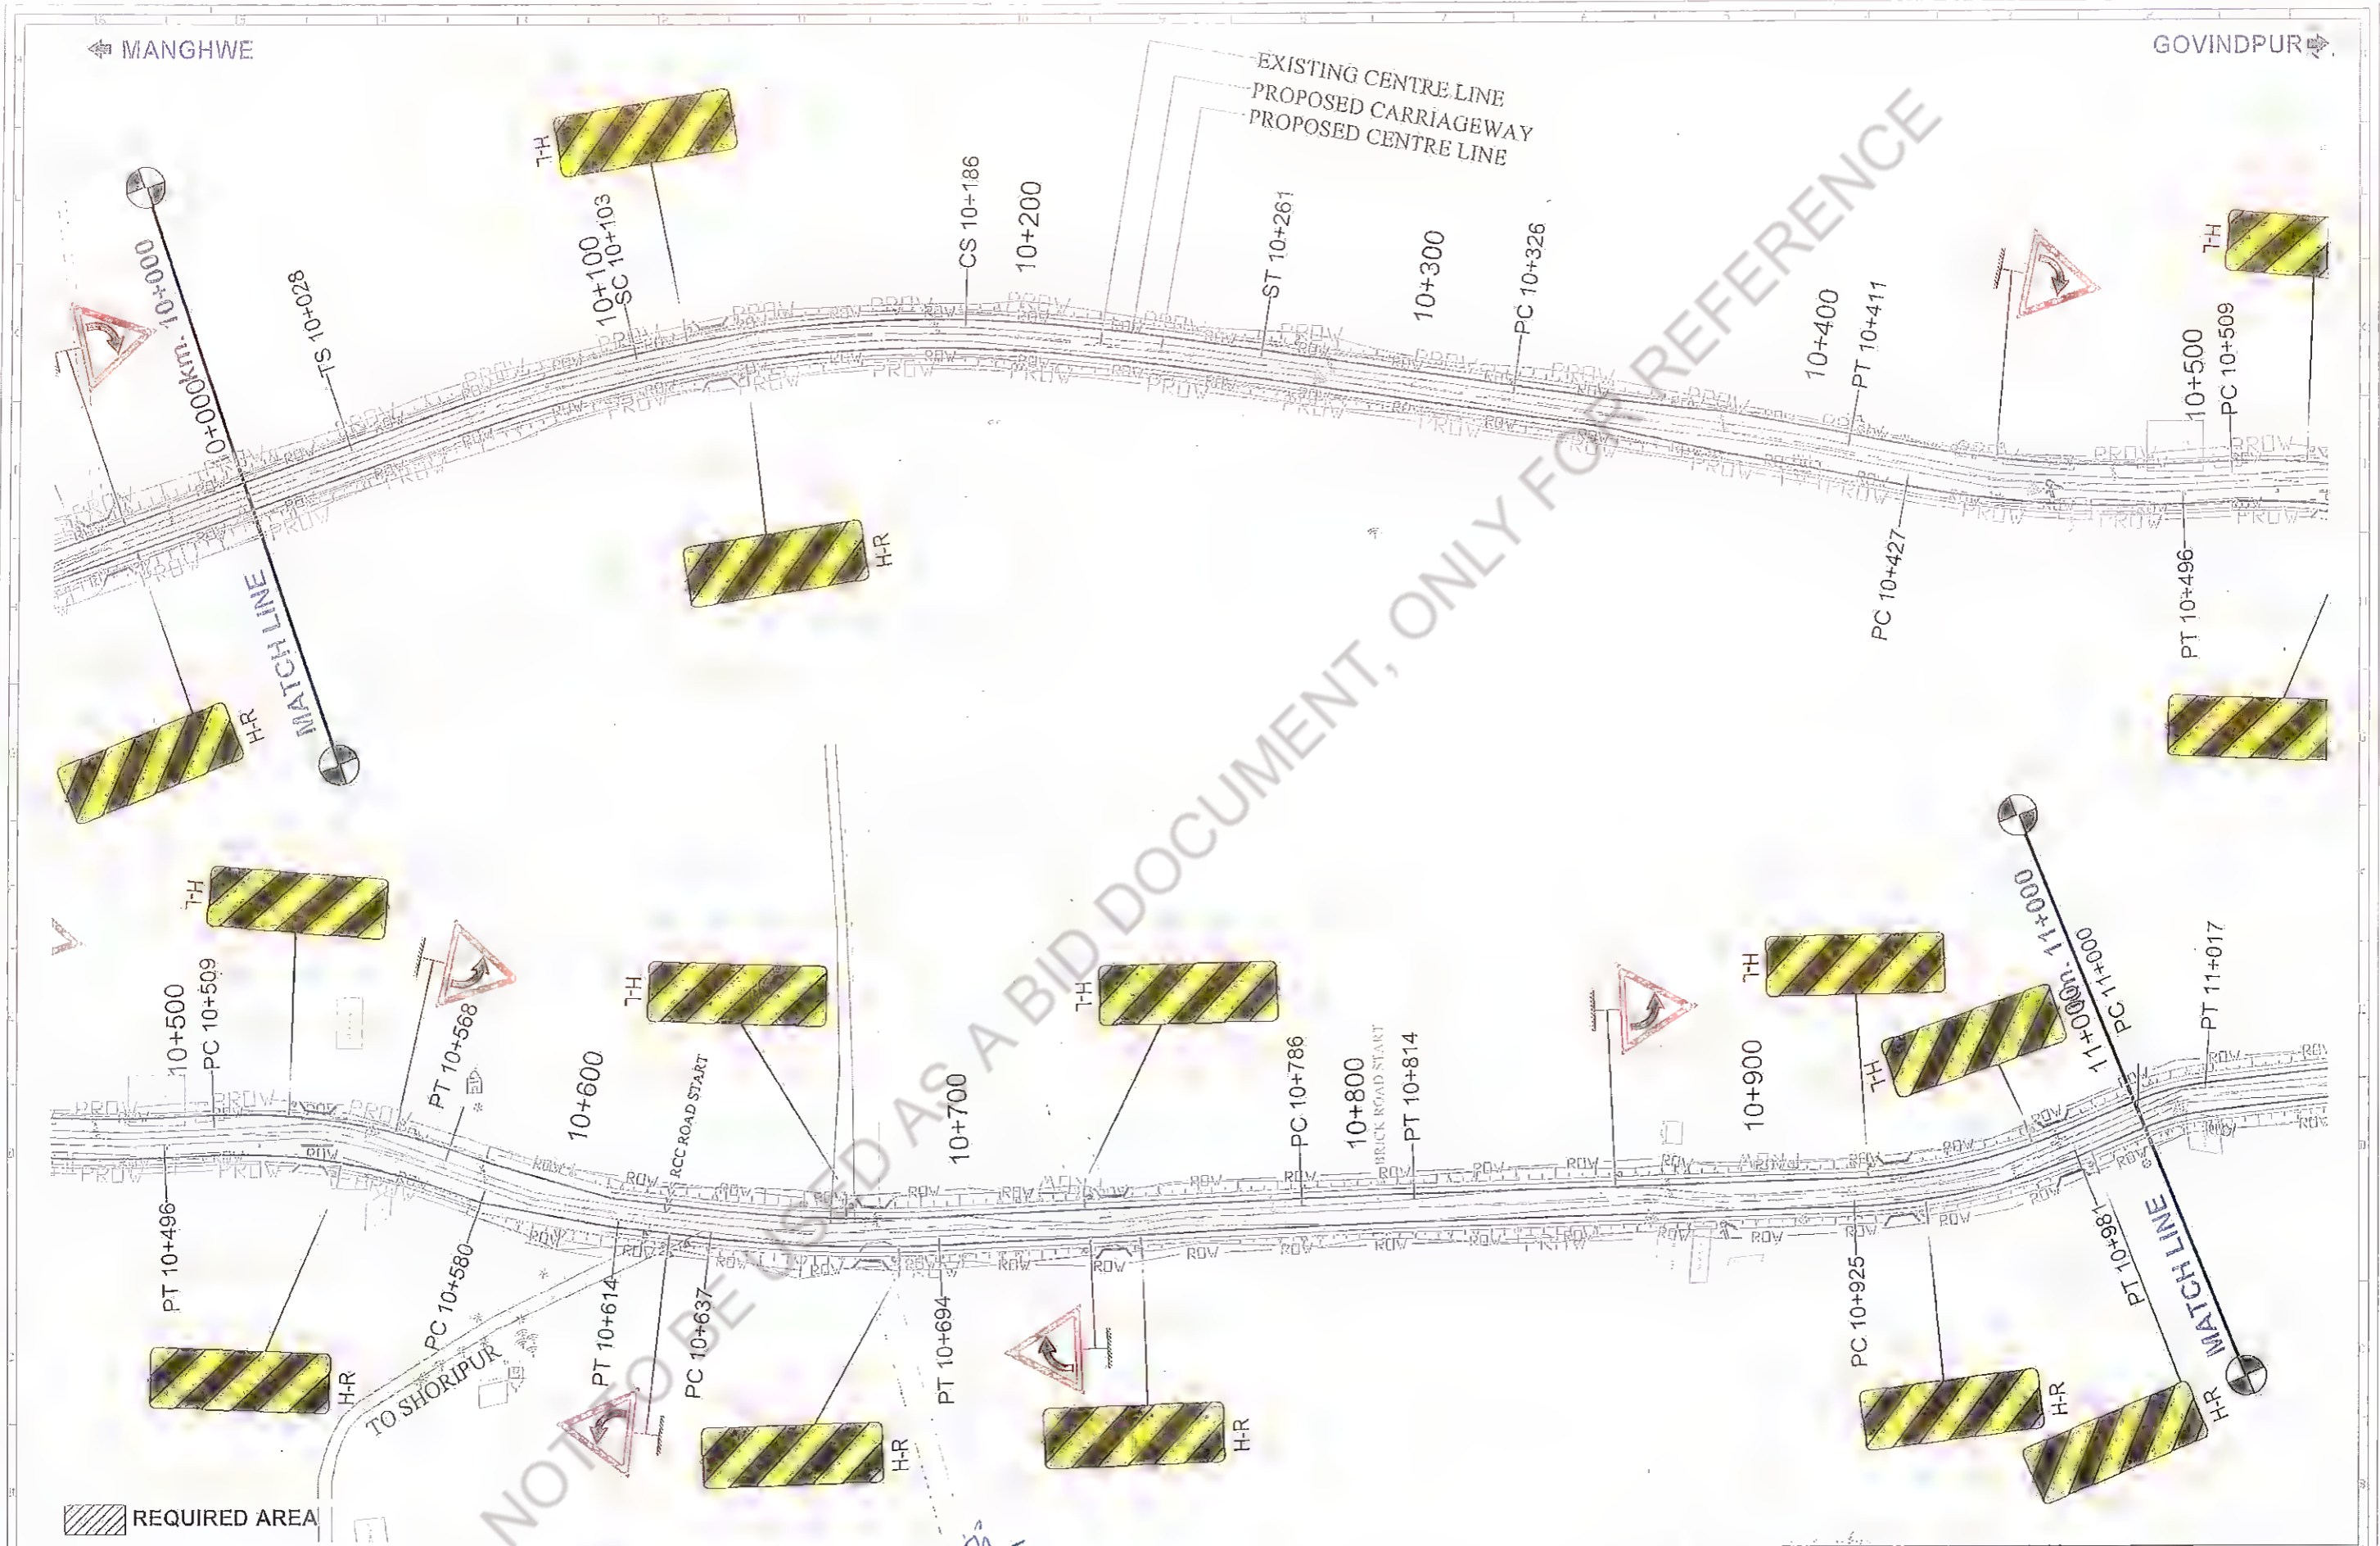 MANGHWE
GOVINDPUR
EXISTING CENTRE LINE
PROPOSED CARRIAGEWAY
PROPOSED CENTRE LINE
10+000km. 10+000
MATCH LINE
TS 10+028
10+100
SC 10+103
CS 10+186
10+200
ST 10+261
10+300
PC 10+326
10+400
PT 10+411
PC 10+427
PT 10+496
10+500
PC 10+509
H-L
H-L
H-R
H-R
PROW
ROW
NOT TO BE USED AS A BID DOCUMENT, ONLY FOR REFERENCE
H-L
10+500
PC 10+509
PT 10+496
PT 10+568
PC 10+580
10+600
PT 10+614
RCC ROAD START
PC 10+637
H-L
PT 10+694
10+700
H-L
PC 10+786
10+800
BRICK ROAD START
PT 10+814
10+900
H-L
H-L
PC 10+925
PT 10+981
11+000km. 11+000
PC 11+000
PT 11+017
MATCH LINE
H-R
H-R
H-R
H-R
H-R
TO SHORIPUR
REQUIRED AREA